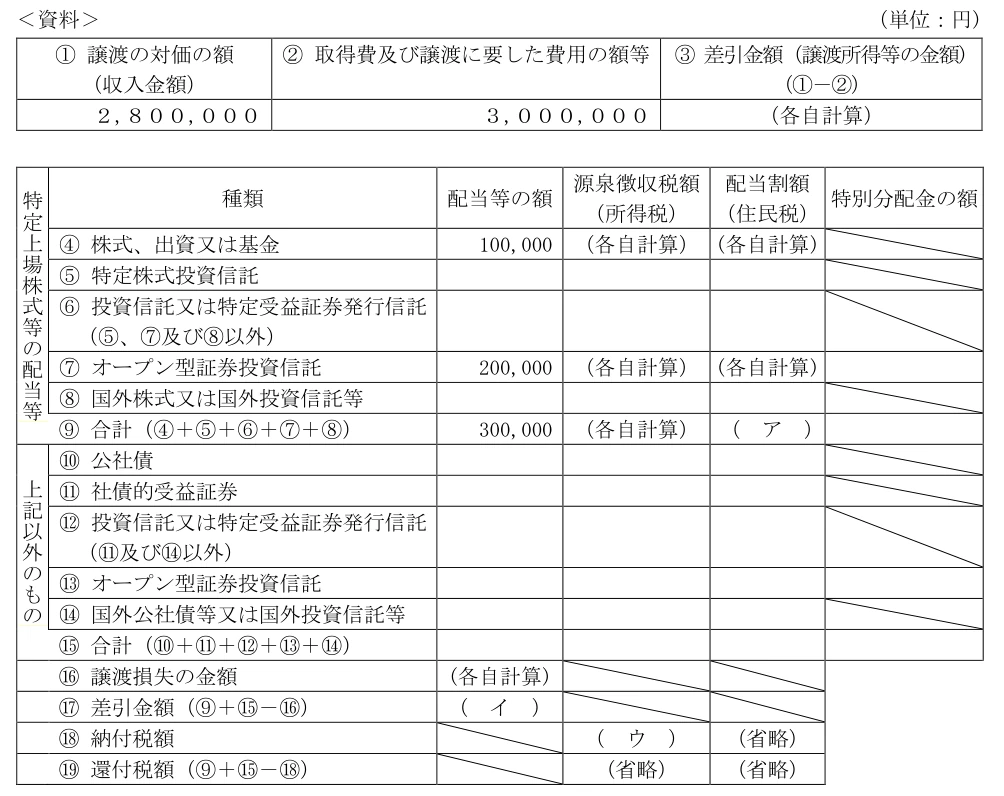 ＜資料＞ （単位：円）
① 譲渡の対価の額 ② 取得費及び譲渡に要した費用の額等 ③ 差引金額（譲渡所得等の金額）
（収入金額） （①－②）
２,８００,０００ ３,０００,０００ （各自計算）
特定上場株式等の配当等
種類 配当等の額 源泉徴収税額（所得税） 配当割額（住民税） 特別分配金の額
④ 株式、出資又は基金 100,000 （各自計算） （各自計算）
⑤ 特定株式投資信託
⑥ 投資信託又は特定受益証券発行信託
（⑤、⑦及び⑧以外）
⑦ オープン型証券投資信託 200,000 （各自計算） （各自計算）
⑧ 国外株式又は国外投資信託等
⑨ 合計（④＋⑤＋⑥＋⑦＋⑧） 300,000 （各自計算） （ ア ）
上記以外のもの
⑩ 公社債
⑪ 社債的受益証券
⑫ 投資信託又は特定受益証券発行信託
（⑪及び⑭以外）
⑬ オープン型証券投資信託
⑭ 国外公社債等又は国外投資信託等
⑮ 合計（⑩＋⑪＋⑫＋⑬＋⑭）
⑯ 譲渡損失の金額 （各自計算）
⑰ 差引金額（⑨＋⑮－⑯） （ イ ）
⑱ 納付税額 （ ウ ） （省略）
⑲ 還付税額（⑨＋⑮－⑱） （省略） （省略）